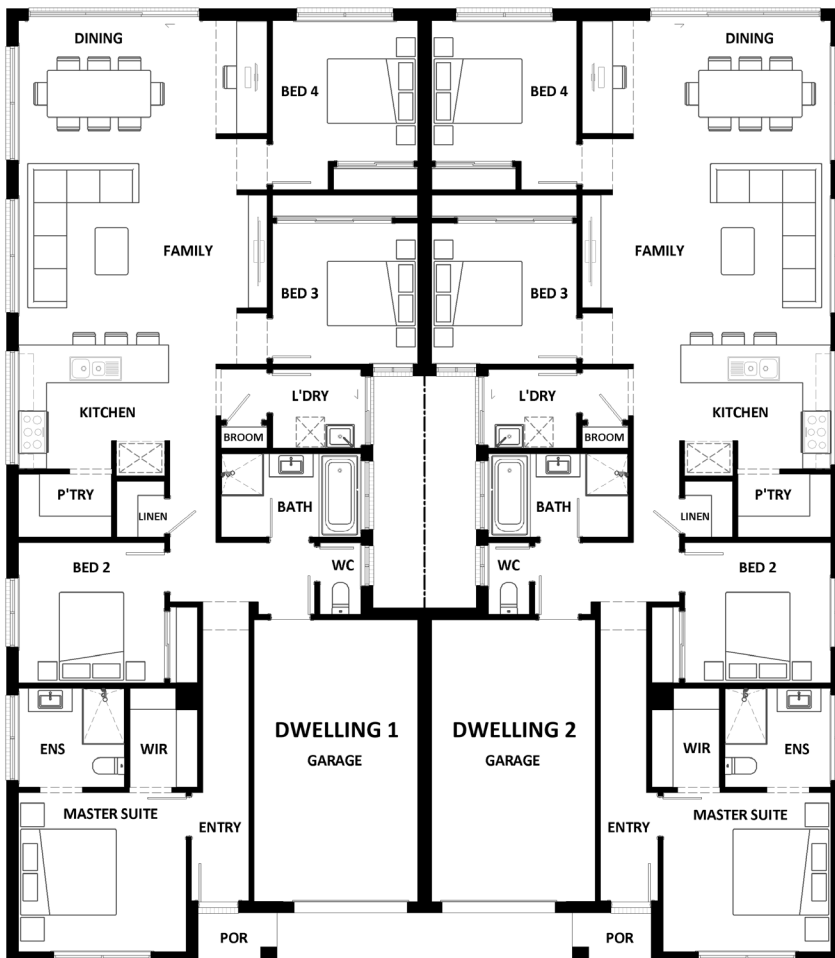 DINING
DINING
BED 4
BED 4
FAMILY
FAMILY
BED 3
BED 3
L'DRY
L'DRY
KITCHEN
KITCHEN
BROOM
BROOM
P'TRY
P'TRY
LINEN
BATH
BATH
LINEN
BED 2
WC
WC
BED 2
DWELLING 1
DWELLING 2
ENS
WIR
GARAGE
GARAGE
WIR
ENS
MASTER SUITE
MASTER SUITE
ENTRY
ENTRY
POR
POR